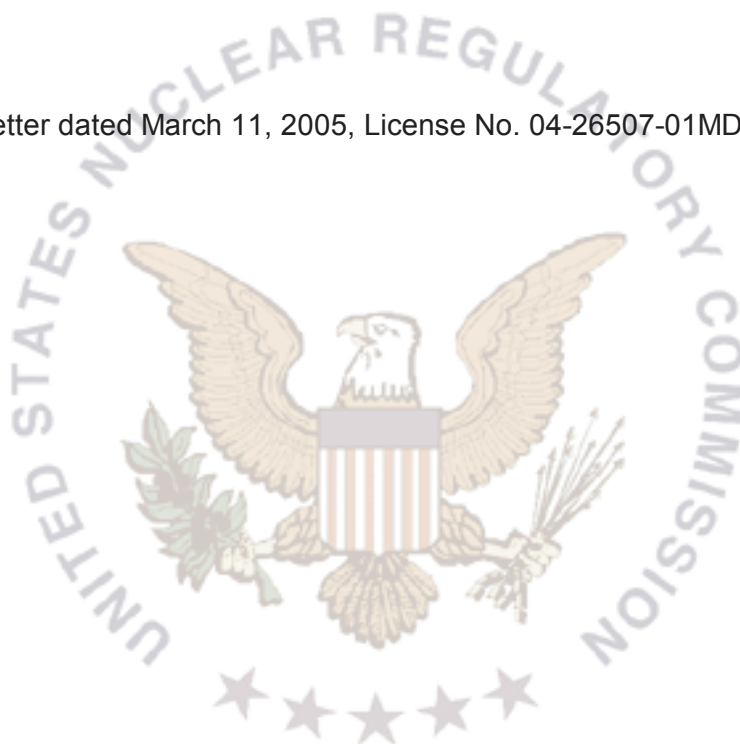 UNITED STATES NUCLEAR REGULATORY COMMISSION
etter dated March 11, 2005, License No. 04-26507-01MD